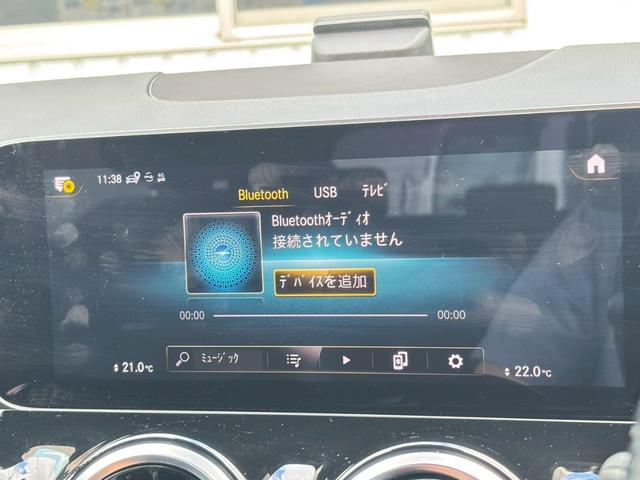 11:38 4G
Bluetooth USB ﾃﾚﾋﾞ
Bluetoothｵｰﾃﾞｨｵ
接続されていません
ﾃﾞﾊﾞｲｽを追加
00:00 00:00
ﾐｭｰｼﾞｯｸ
21.0°C 22.0°C